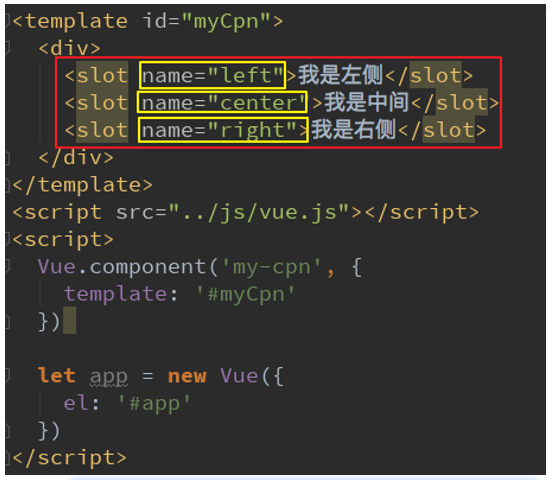 <template id="myCpn">
<div>
<slot name="left">我是左侧</slot>
<slot name="center">我是中间</slot>
<slot name="right">我是右侧</slot>
</div>
</template>
<script src="../js/vue.js"></script>
<script>
Vue.component('my-cpn', {
template: '#myCpn'
})
let app = new Vue({
el: '#app'
})
</script>